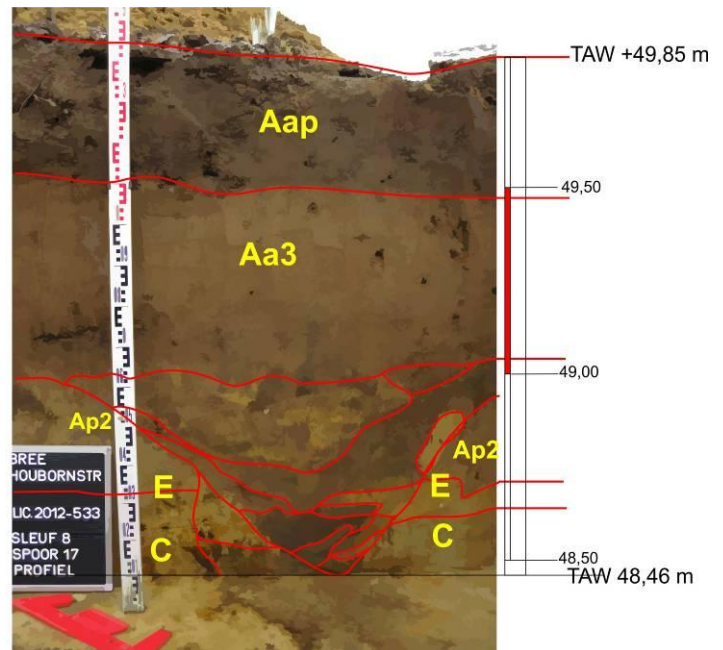 TAW +49,85 m
Aap
49,50
Aa3
49,00
Ap2
Ap2
BREE
HOUBORNSTR
E
E
LIC.2012-533
SLEUF 8
C
C
SPOOR 17
48,50
PROFIEL
TAW 48,46 m